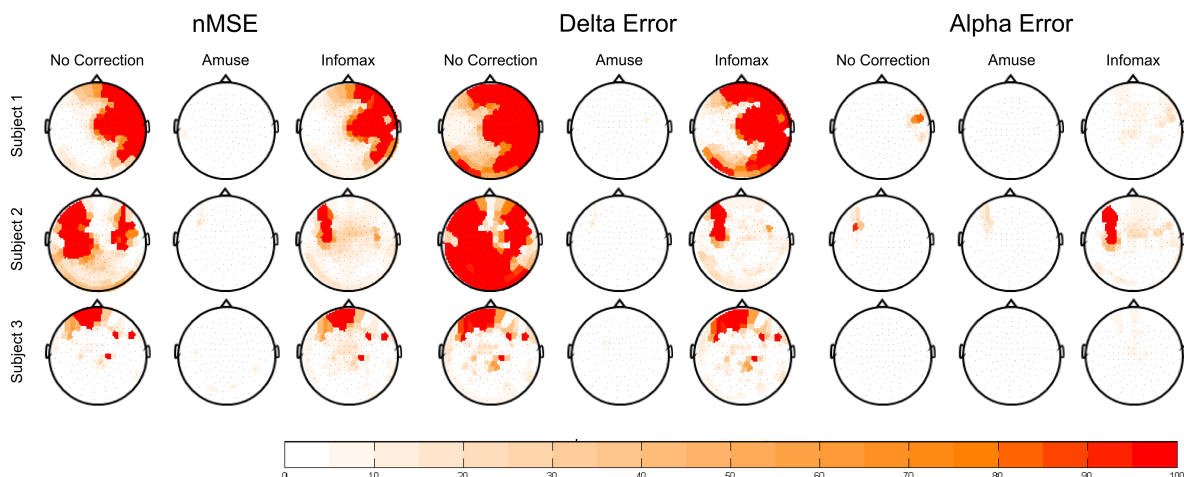 nMSE Delta Error Alpha Error
No Correction Amuse Infomax No Correction Amuse Infomax No Correction Amuse Infomax
Subject 1
Subject 2
Subject 3
0 10 20 30 40 50 60 70 80 90 100